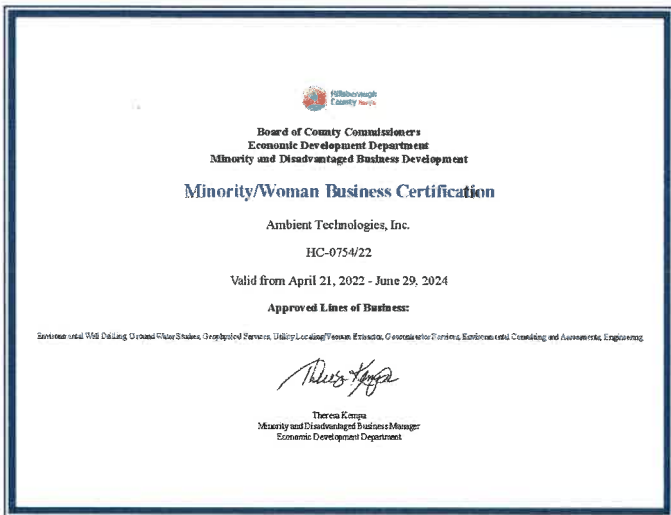 Hillsborough
County Florida
Board of County Commissioners
Economic Development Department
Minority and Disadvantaged Business Development
Minority/Woman Business Certification
Ambient Technologies, Inc.
HC-0754/22
Valid from April 21, 2022 - June 29, 2024
Approved Lines of Business:
Environmental Well Drilling, Ground Water Studies, Geophysical Services, Utility Locating/Vacuum Extractor, Services, Environmental Consulting and Assessments, Engineering
Theresa Kempa
Minority and Disadvantaged Business Manager
Economic Development Department